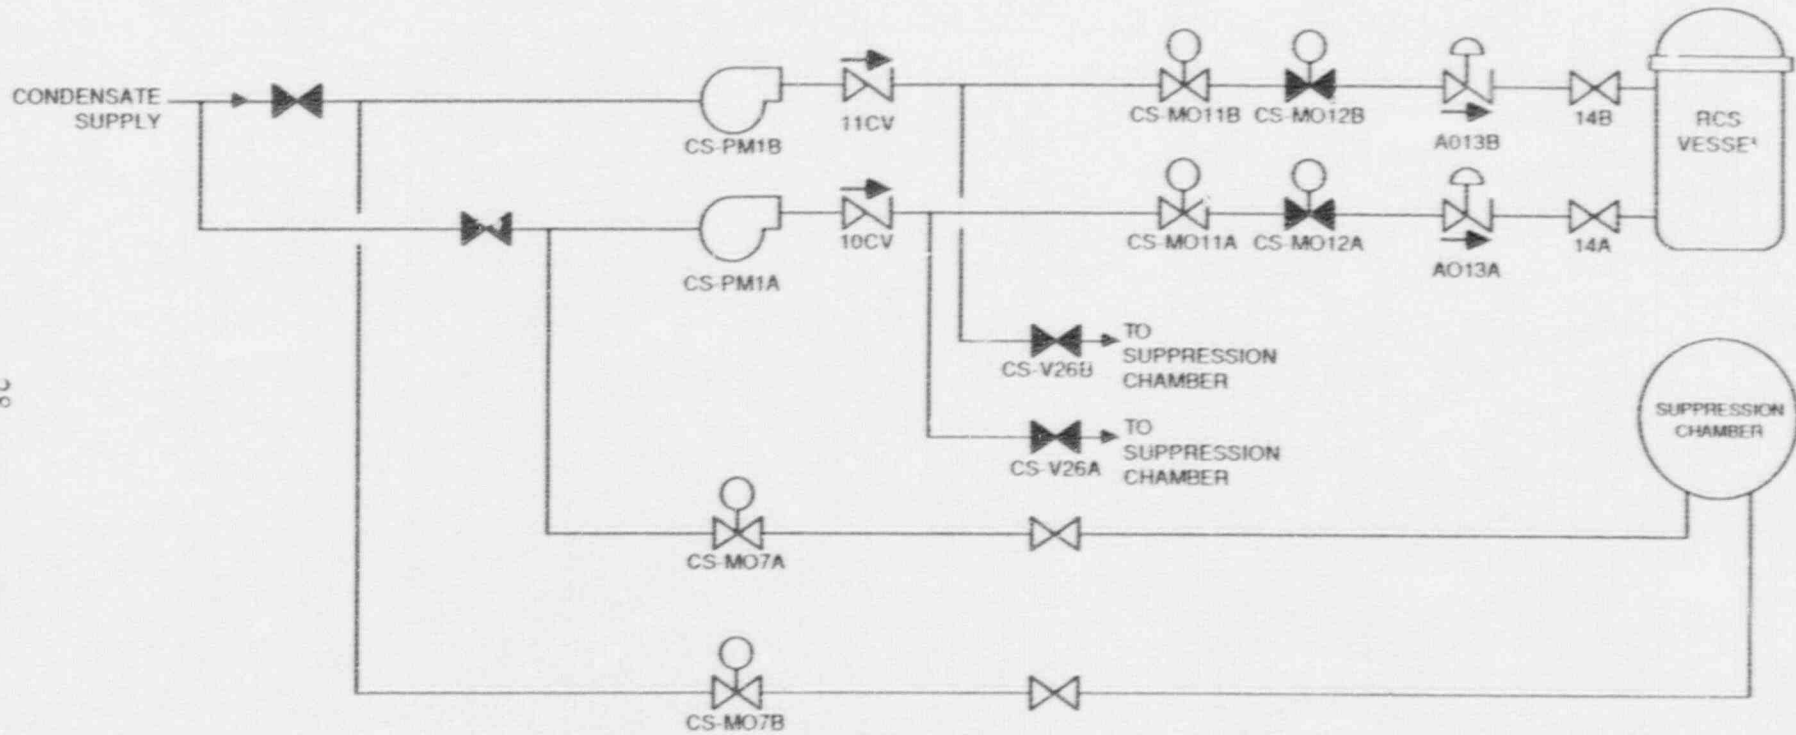 CONDENSATE
SUPPLY
CS-PM1B
11CV
CS-MO11B
CS-MO12B
A013B
14B
RCS
CS-PM1A
10CV
CS-MO11A
CS-MO12A
AO13A
14A
CS-V26B
TO
SUPPRESSION
CHAMBER
CS-V26A
TO
SUPPRESSION
CHAMBER
SUPPRESSION
CHAMBER
CS-MO7A
CS-MO7B